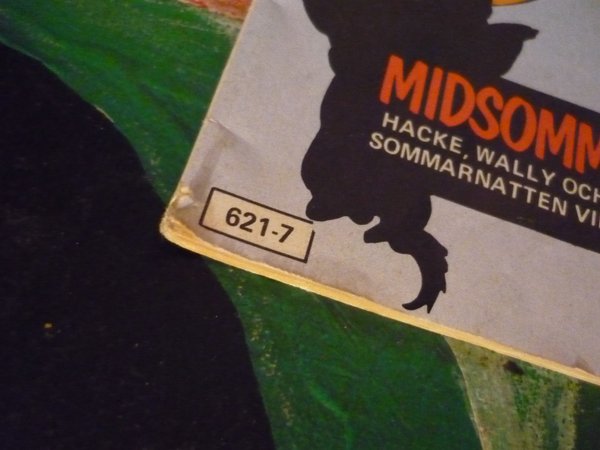 MIDSOMM
HACKE, WALLY OCH
SOMMARNATTEN VI
621-7